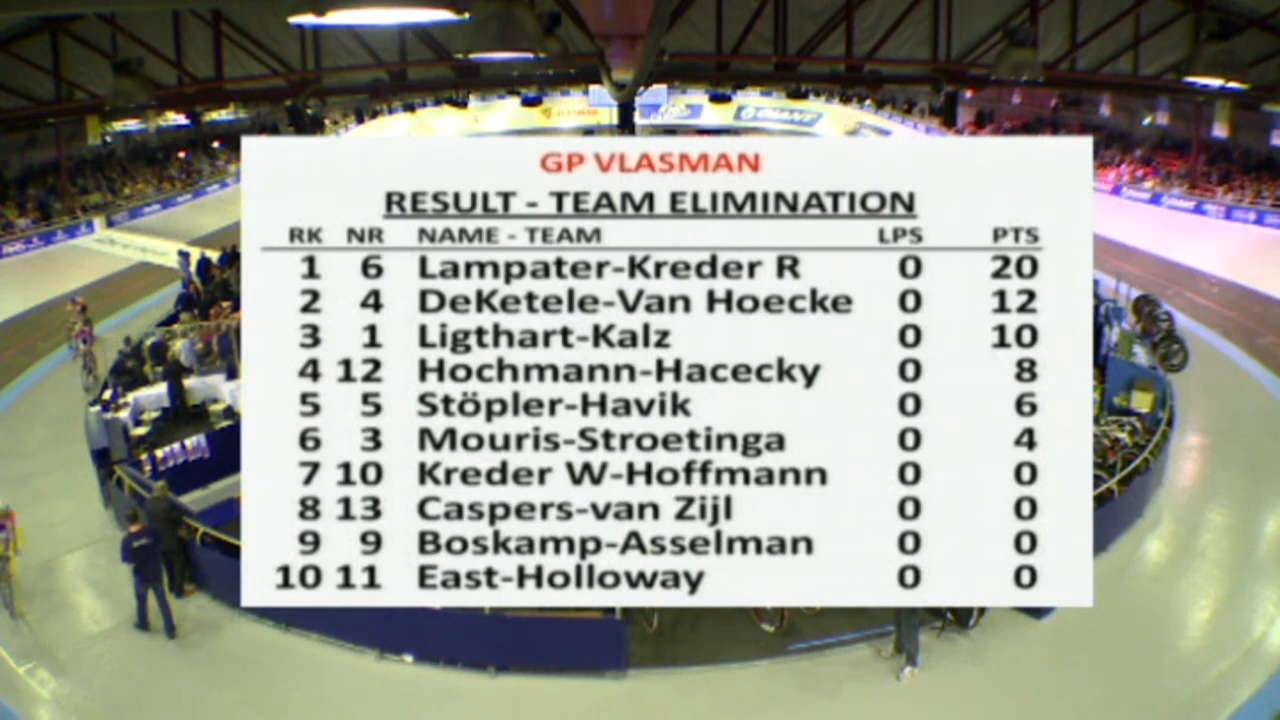 GIANT
GP VLASMAN
RESULT - TEAM ELIMINATION
RK NR NAME - TEAM LPS PTS
1 6 Lampater-Kreder R 0 20
2 4 DeKetele-Van Hoecke 0 12
3 1 Ligthart-Kalz 0 10
4 12 Hochmann-Hacecky 0 8
5 5 Stöpler-Havik 0 6
6 3 Mouris-Stroetinga 0 4
7 10 Kreder W-Hoffmann 0 0
8 13 Caspers-van Zijl 0 0
9 9 Boskamp-Asselman 0 0
10 11 East-Holloway 0 0